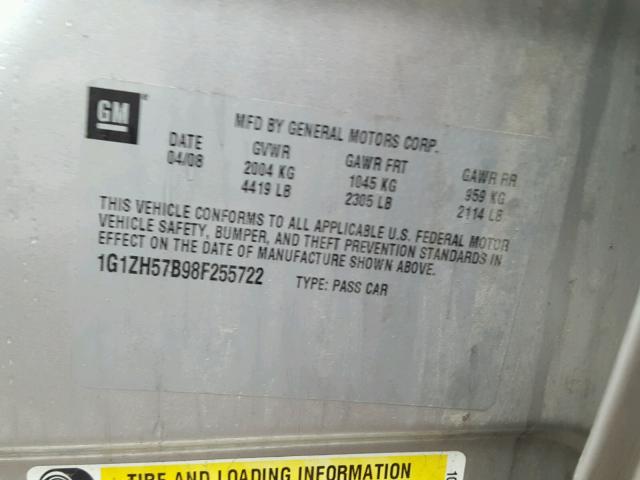 GM
MFD BY GENERAL MOTORS CORP.
DATE GVWR GAWR FRT GAWR RR
04/08 2004 KG 1045 KG 959 KG
4419 LB 2305 LB 2114 LB
THIS VEHICLE CONFORMS TO ALL APPLICABLE U.S. FEDERAL MOTOR
VEHICLE SAFETY, BUMPER, AND THEFT PREVENTION STANDARDS IN
EFFECT ON THE DATE OF MANUFACTURE SHOWN ABOVE.
1G1ZH57B98F255722 TYPE: PASS CAR
TIRE AND LOADING INFORMATION